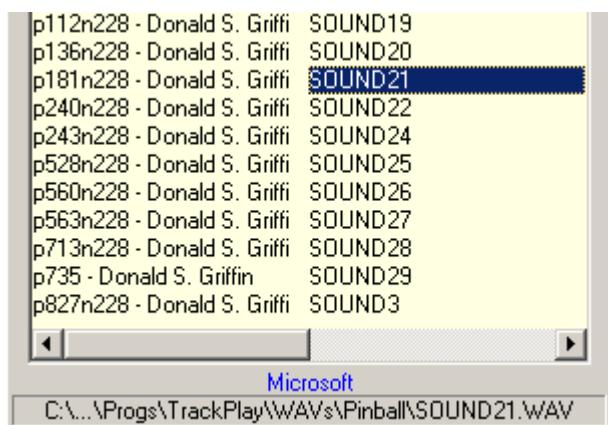 p112n228 - Donald S. Griffi SOUND19
p136n228 - Donald S. Griffi SOUND20
p181n228 - Donald S. Griffi SOUND21
p240n228 - Donald S. Griffi SOUND22
p243n228 - Donald S. Griffi SOUND24
p528n228 - Donald S. Griffi SOUND25
p560n228 - Donald S. Griffi SOUND26
p563n228 - Donald S. Griffi SOUND27
p713n228 - Donald S. Griffi SOUND28
p735 - Donald S. Griffin SOUND29
p827n228 - Donald S. Griffi SOUND3
Microsoft
C:\...\Progs\TrackPlay\WAVs\Pinball\SOUND21.WAV